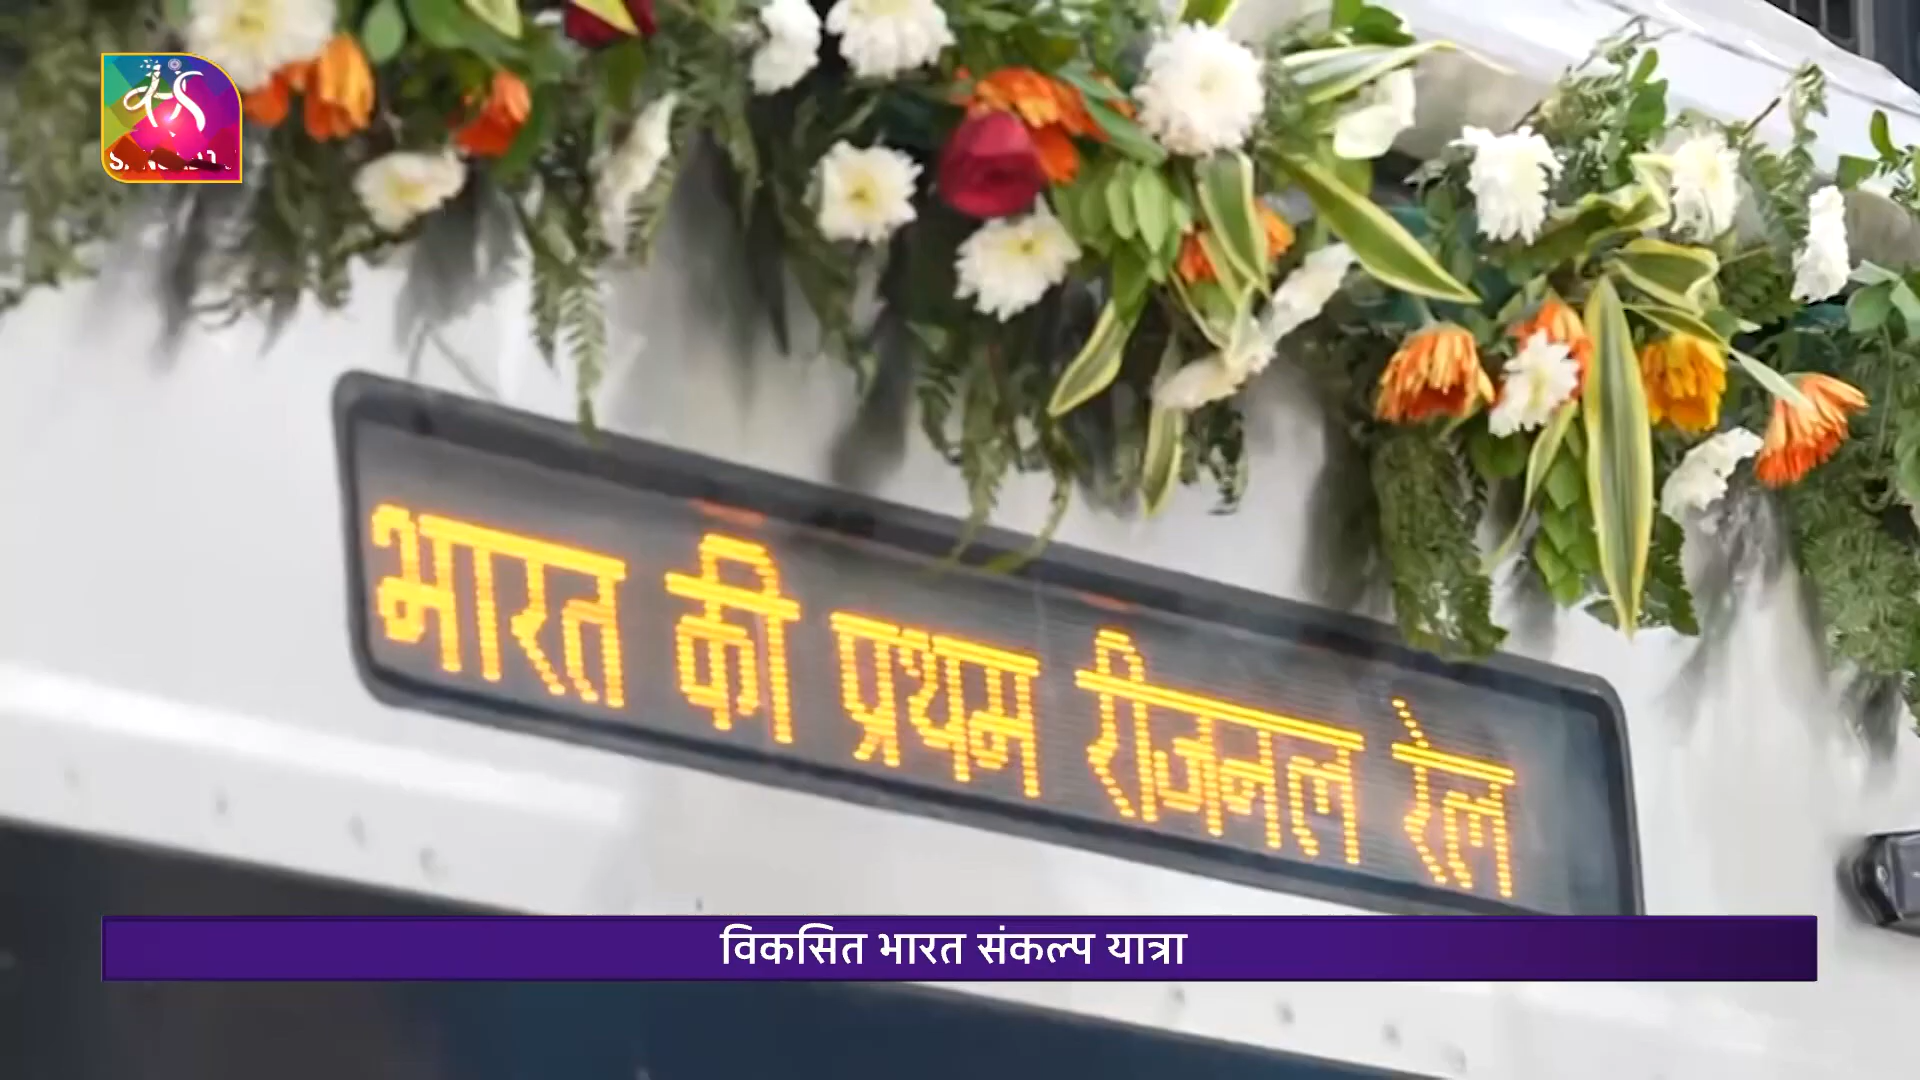 भारत की प्रथम रीजनल रेल
विकसित भारत संकल्प यात्रा